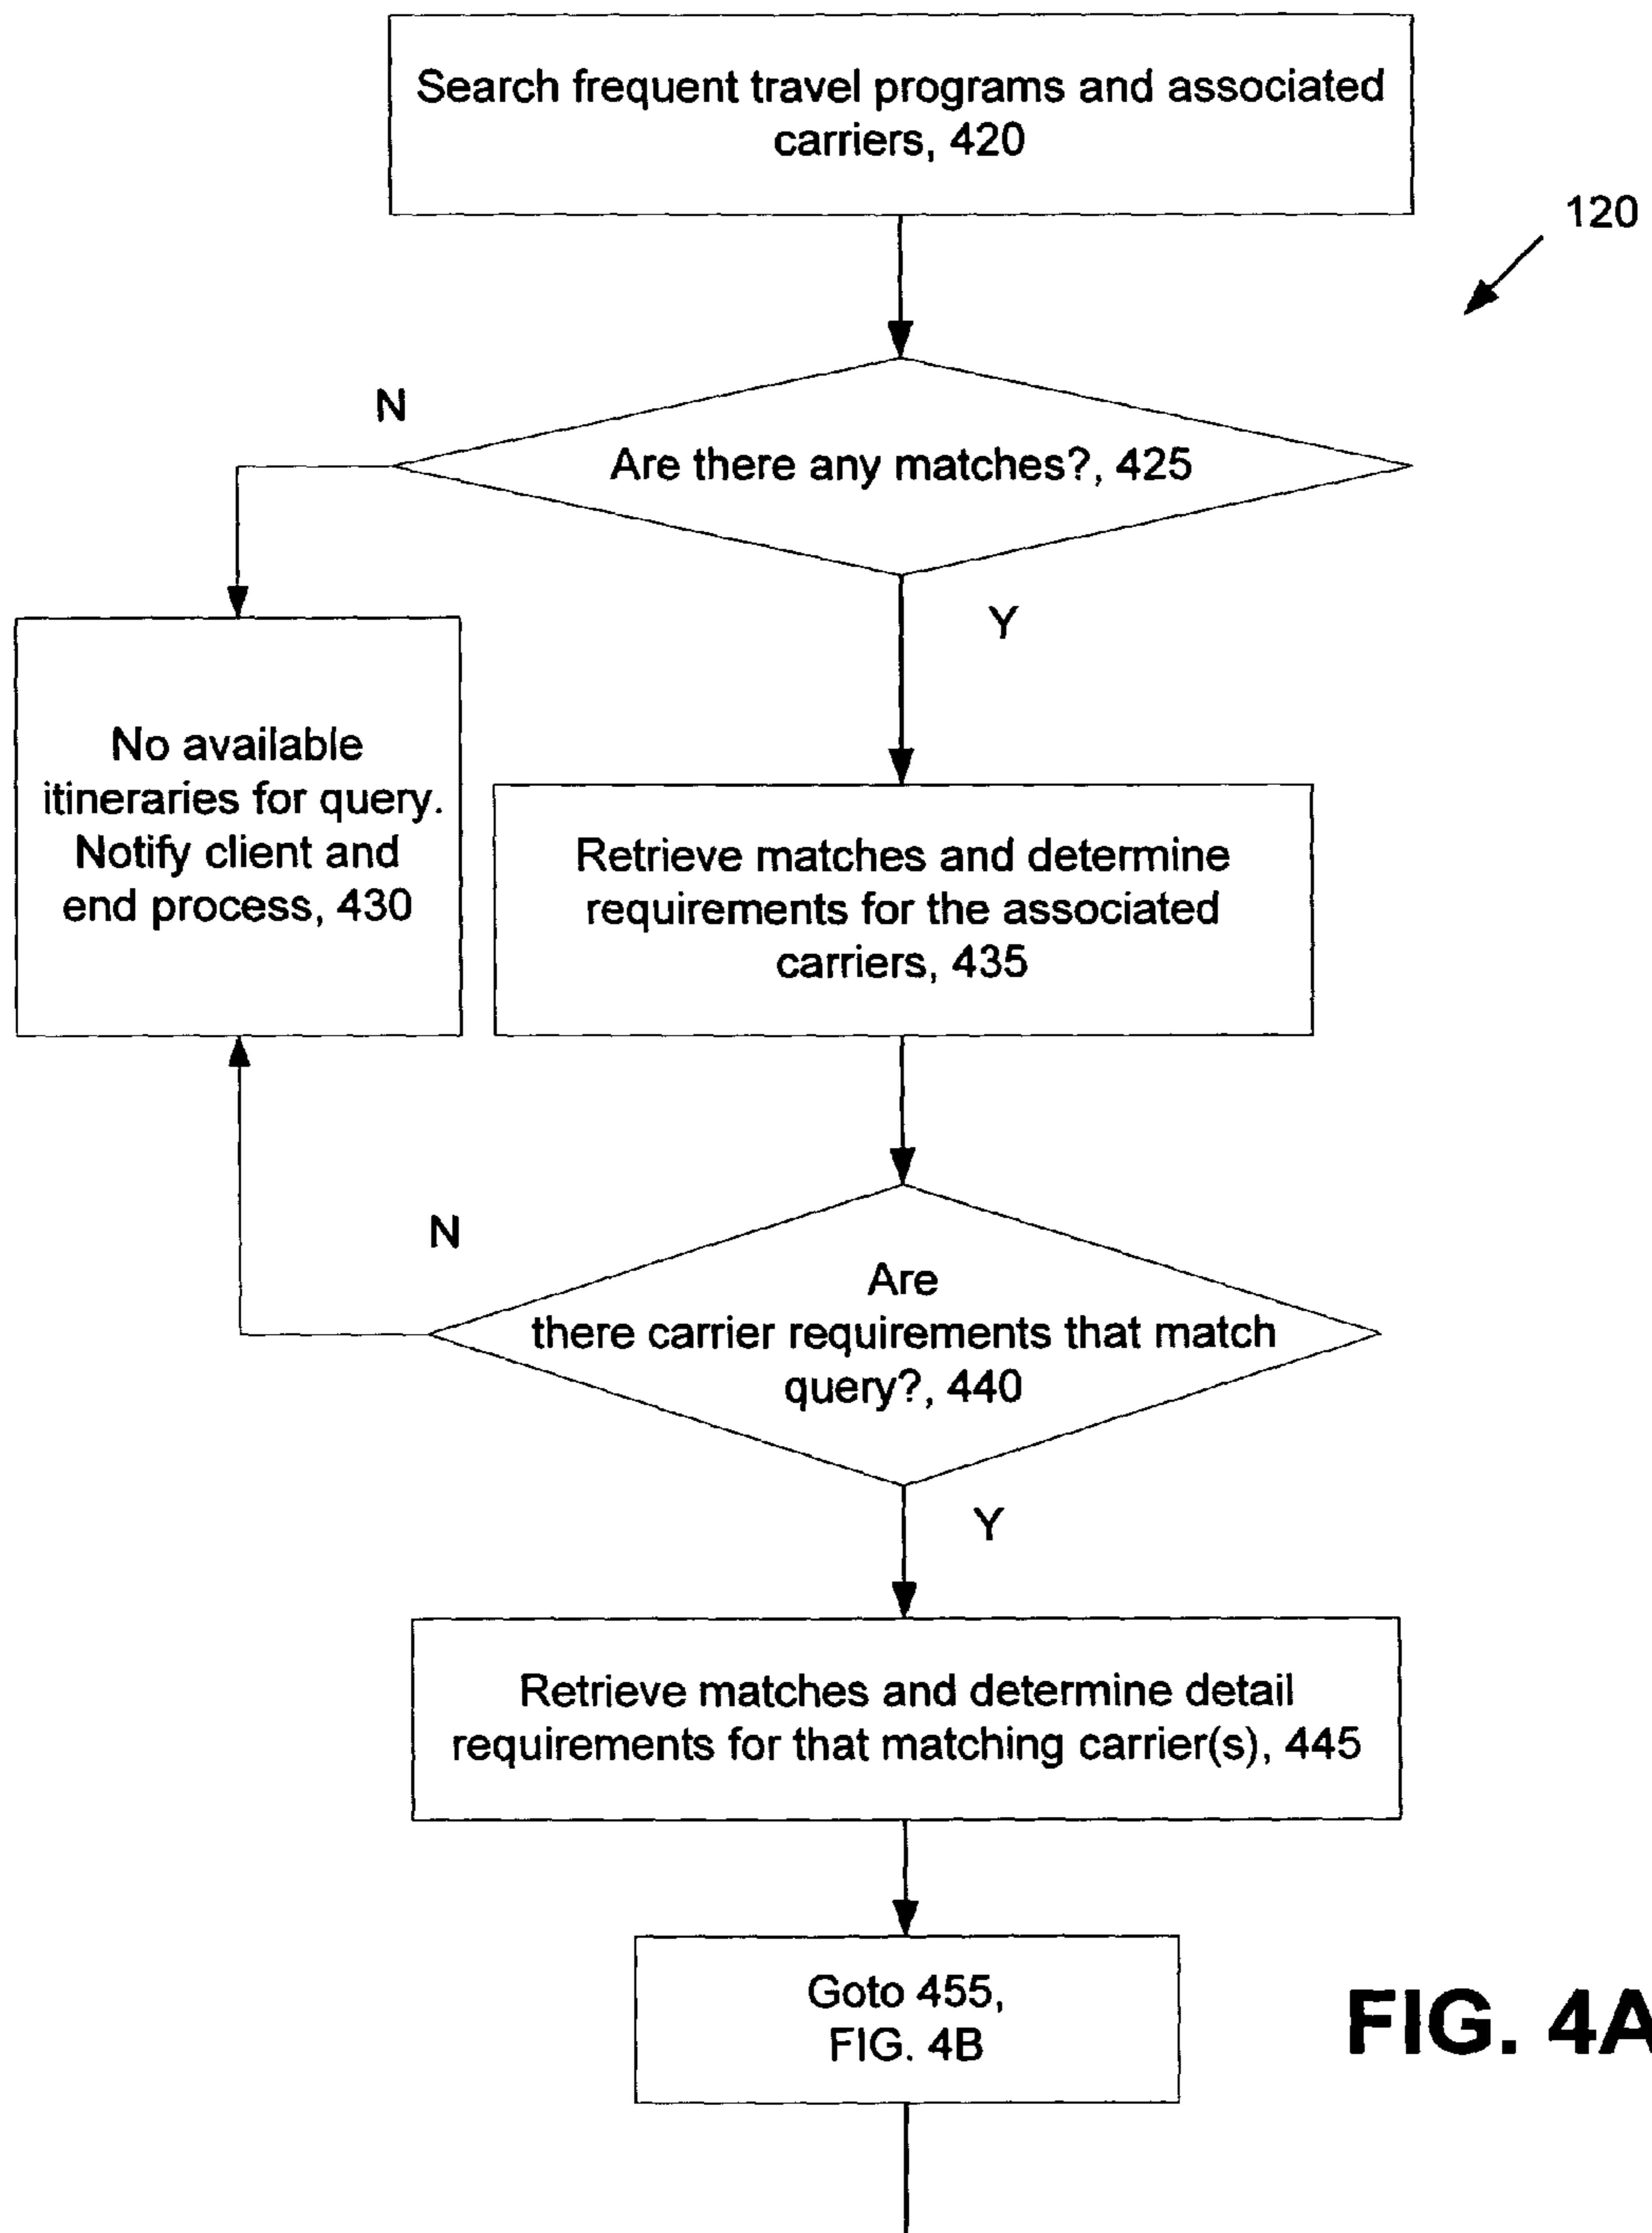 Search frequent travel programs and associated
carriers, 420
120
N
Are there any matches?, 425
Y
No available
itineraries for query.
Notify client and
end process, 430
Retrieve matches and determine
requirements for the associated
carriers, 435
N
Are
there carrier requirements that match
query?, 440
Y
Retrieve matches and determine detail
requirements for that matching carrier(s), 445
Goto 455,
FIG. 4B
FIG. 4A